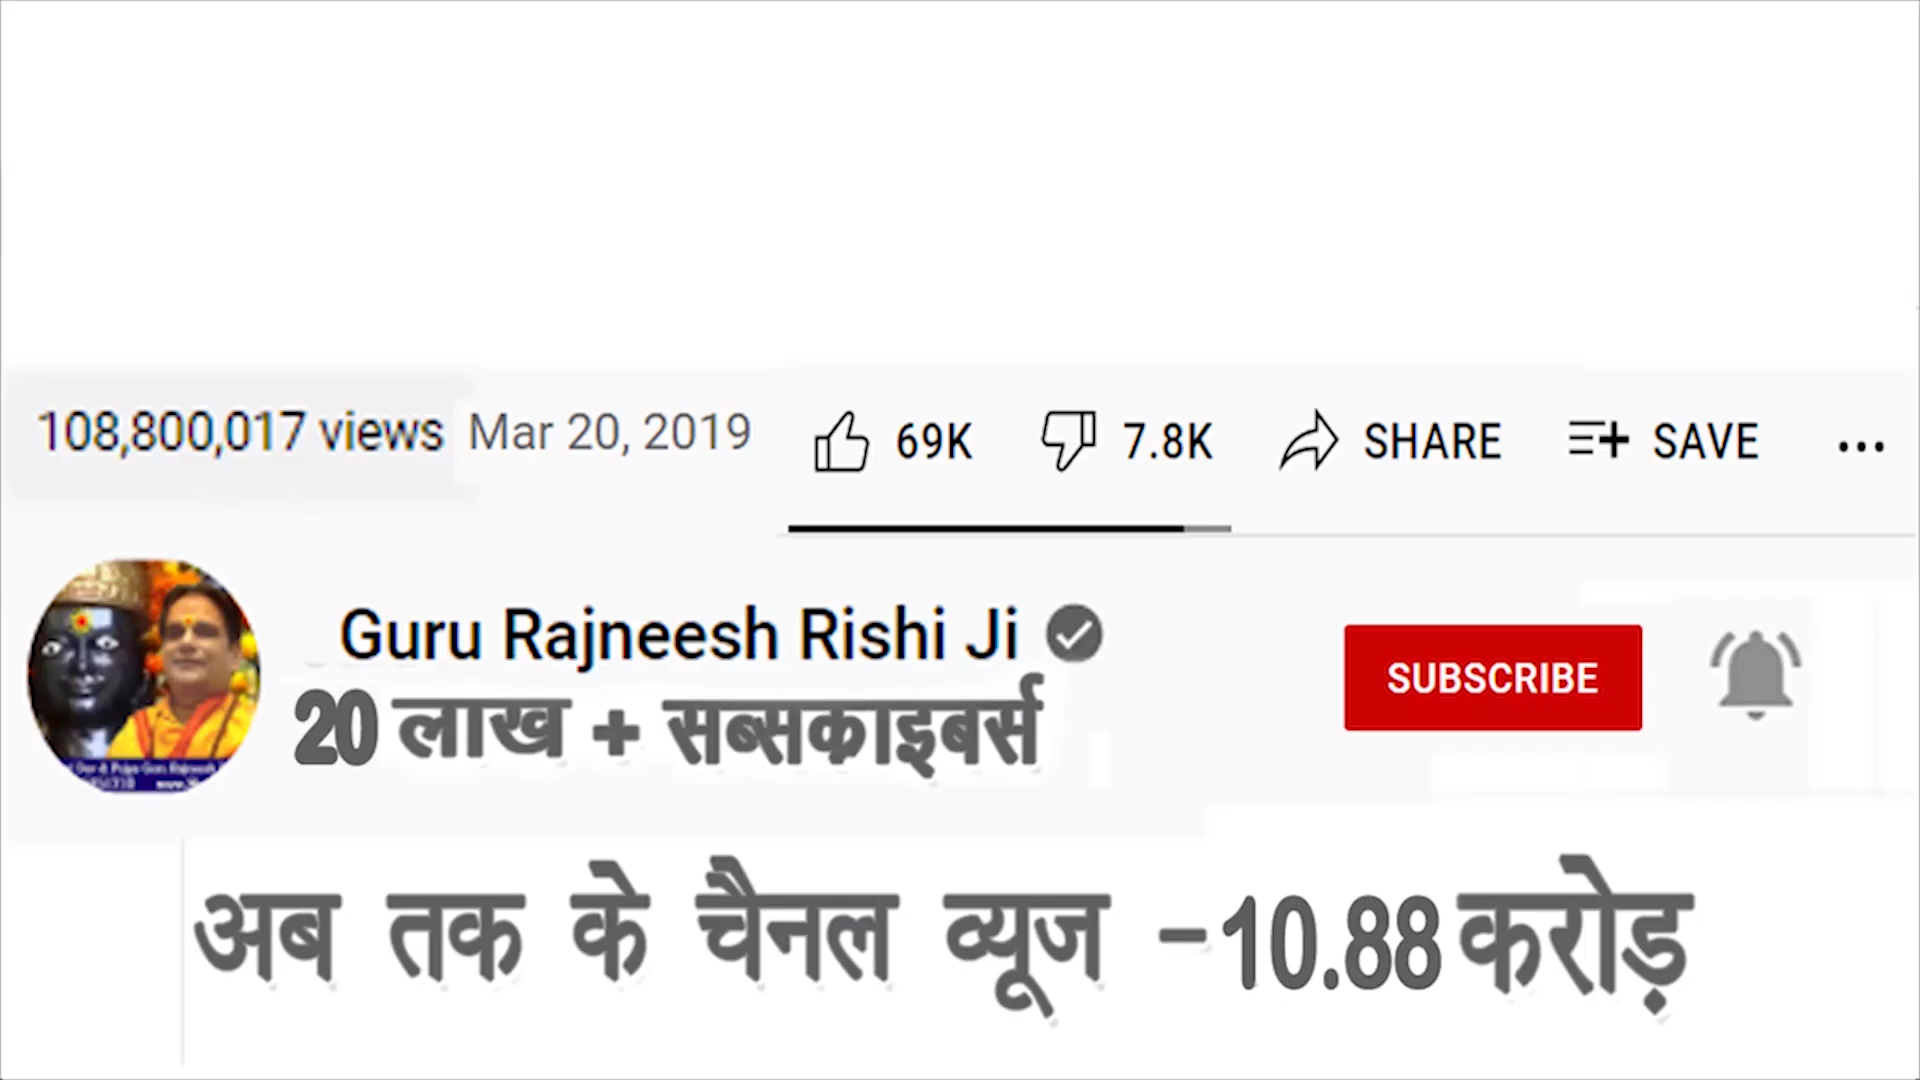 108,800,017 views Mar 20, 2019 69K 7.8K SHARE SAVE ...
Guru Rajneesh Rishi Ji
SUBSCRIBE
20 लाख + सब्सकाइबर्स
अब तक के चैनल व्यूज -10.88 करोड़